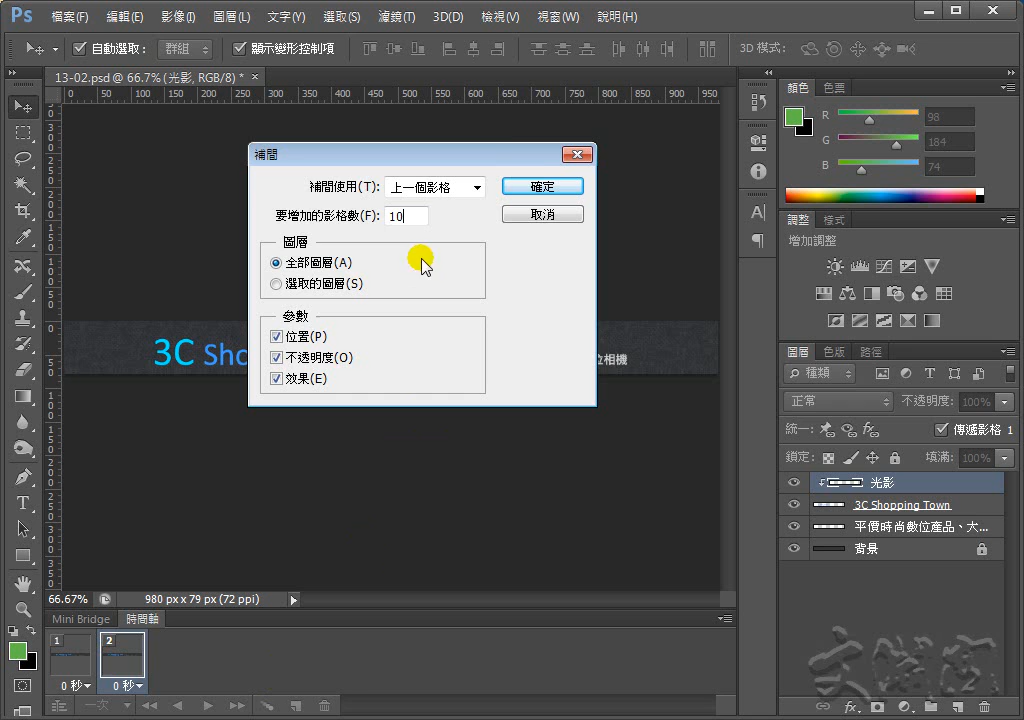 Ps 檔案(F) 編輯(E) 影像(I) 圖層(L) 文字(Y) 選取(S) 濾鏡(T) 3D(D) 檢視(V) 視窗(W) 說明(H)
自動選取： 群組 顯示變形控制項 3D 模式：
13-02.psd @ 66.7% (光影, RGB/8) * ×
0 50 100 150 200 250 300 350 400 450 500 550 600 650 700 750 800 850 900 950
補間
補間使用(T): 上一個影格 確定
要增加的影格數(F): 10 取消
圖層
全部圖層(A)
選取的圖層(S)
參數
位置(P)
不透明度(O)
效果(E)
3C Sho
位相機
顏色 色票
R 98
G 184
B 74
調整 樣式
增加調整
圖層 色版 路徑
種類
正常 不透明度: 100%
統一: 傳遞影格 1
鎖定: 填滿: 100%
光影
3C Shopping Town
平價時尚數位產品、大...
背景
66.67% 980 px x 79 px (72 ppi)
Mini Bridge 時間軸
1 2
0 秒 0 秒
一次